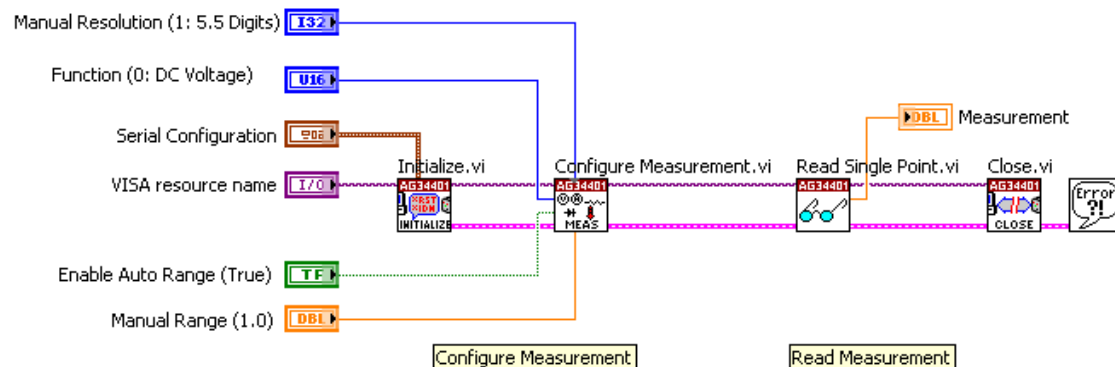 Manual Resolution (1: 5.5 Digits)
I32
Function (0: DC Voltage)
U16
Serial Configuration
DBL
Measurement
Initialize.vi
Configure Measurement.vi
Read Single Point.vi
Close.vi
VISA resource name
I/O
AG34401
AG34401
AG34401
AG34401
Error
?!
*RST
*IDN
INITIALIZE
MEAS
CLOSE
Enable Auto Range (True)
TF
Manual Range (1.0)
DBL
Configure Measurement
Read Measurement